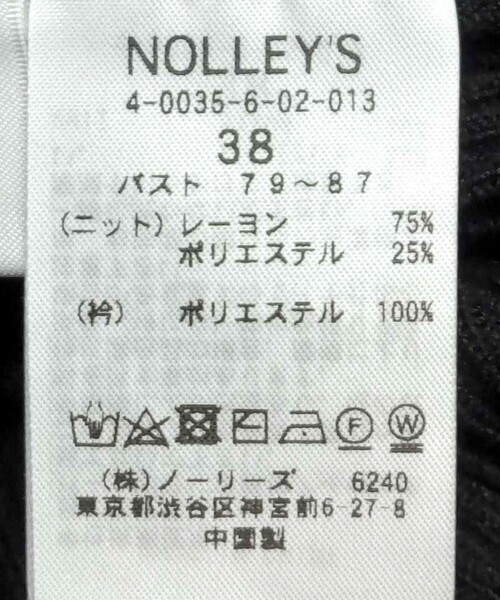 NOLLEY'S
4-0035-6-02-013
38
バスト 79～87
(ニット) レーヨン 75%
ポリエステル 25%
(衿) ポリエステル 100%
F W
(株)ノーリーズ 6240
東京都渋谷区神宮前6-27-8
中国製